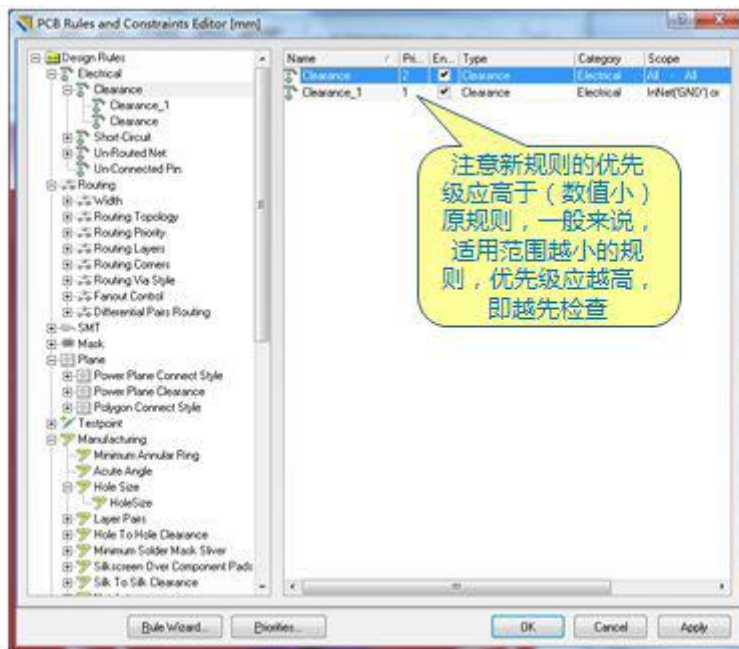 PCB Rules and Constraints Editor [mm]
Design Rules
Electrical
Clearance
Clearance_1
Clearance
Short-Circuit
Un-Routed Net
Un-Connected Pin
Routing
Width
Routing Topology
Routing Priority
Routing Layers
Routing Corners
Routing Via Style
Fanout Control
Differential Pairs Routing
SMT
Mask
Plane
Power Plane Connect Style
Power Plane Clearance
Polygon Connect Style
Testpoint
Manufacturing
Minimum Annular Ring
Acute Angle
Hole Size
HoleSize
Layer Pairs
Hole To Hole Clearance
Minimum Solder Mask Sliver
Silkscreen Over Component Pads
Silk To Silk Clearance
Name / Pri... En... Type Category Scope
Clearance 2 Clearance Electrical All - All
Clearance_1 1 Clearance Electrical InNet('GND') or
注意新规则的优先
级应高于（数值小）
原规则，一般来说，
适用范围越小的规
则，优先级应越高，
即越先检查
Rule Wizard... Priorities... OK Cancel Apply